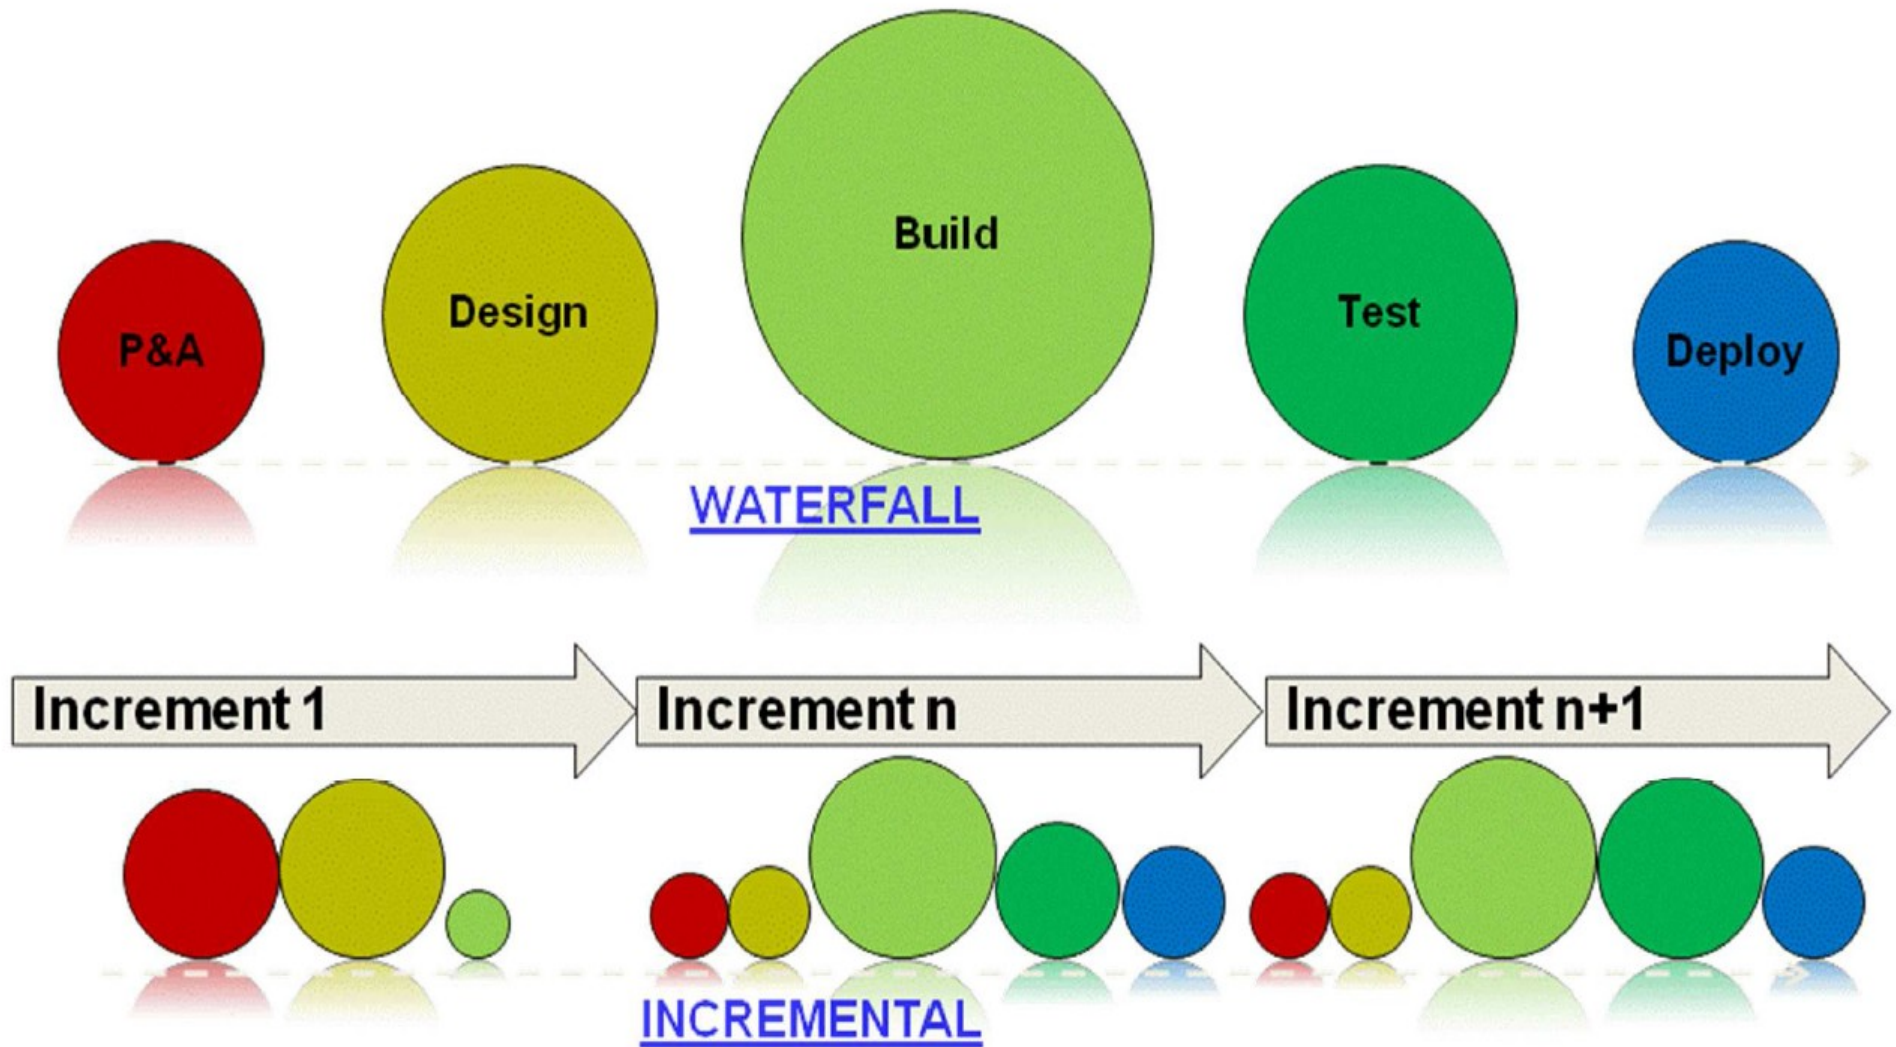 P&A
Design
Build
Test
Deploy
WATERFALL
Increment 1
Increment n
Increment n+1
INCREMENTAL